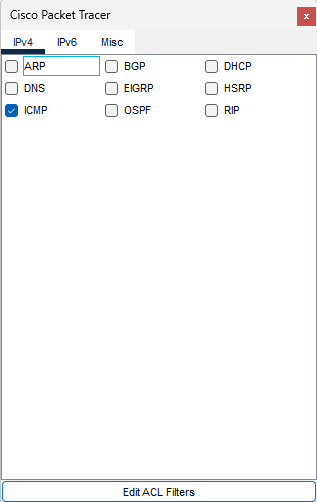 Cisco Packet Tracer x
IPv4 IPv6 Misc
ARP BGP DHCP
DNS EIGRP HSRP
ICMP OSPF RIP
Edit ACL Filters